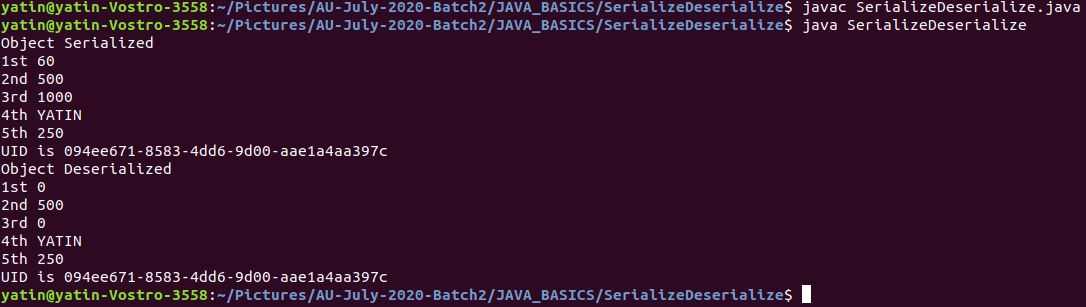 yatin@yatin-Vostro-3558:~/Pictures/AU-July-2020-Batch2/JAVA_BASICS/SerializeDeserialize$ javac SerializeDeserialize.java
yatin@yatin-Vostro-3558:~/Pictures/AU-July-2020-Batch2/JAVA_BASICS/SerializeDeserialize$ java SerializeDeserialize
Object Serialized
1st 60
2nd 500
3rd 1000
4th YATIN
5th 250
UID is 094ee671-8583-4dd6-9d00-aae1a4aa397c
Object Deserialized
1st 0
2nd 500
3rd 0
4th YATIN
5th 250
UID is 094ee671-8583-4dd6-9d00-aae1a4aa397c
yatin@yatin-Vostro-3558:~/Pictures/AU-July-2020-Batch2/JAVA_BASICS/SerializeDeserialize$